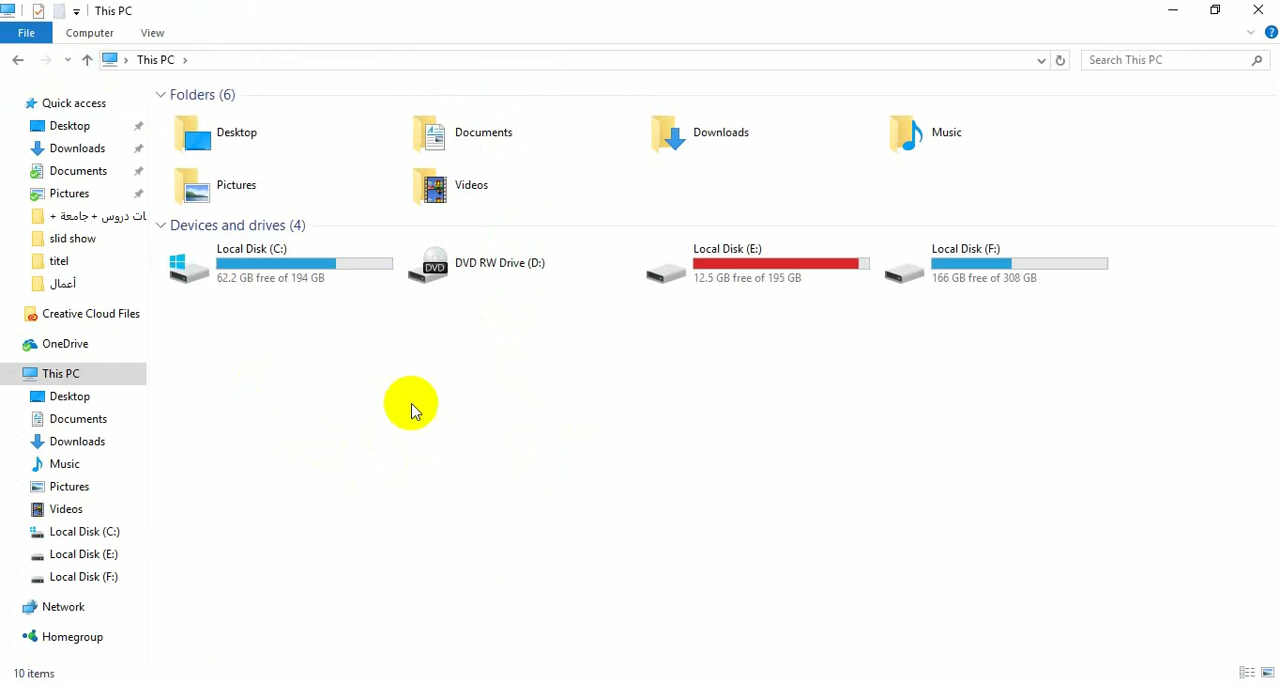 This PC
File Computer View
This PC
Search This PC
Quick access
Desktop
Downloads
Documents
Pictures
+ دروس + جامعة
slid show
titel
أعمال
Creative Cloud Files
OneDrive
This PC
Desktop
Documents
Downloads
Music
Pictures
Videos
Local Disk (C:)
Local Disk (E:)
Local Disk (F:)
Network
Homegroup
Folders (6)
Desktop
Documents
Downloads
Music
Pictures
Videos
Devices and drives (4)
Local Disk (C:)
62.2 GB free of 194 GB
DVD
DVD RW Drive (D:)
Local Disk (E:)
12.5 GB free of 195 GB
Local Disk (F:)
166 GB free of 308 GB
10 items